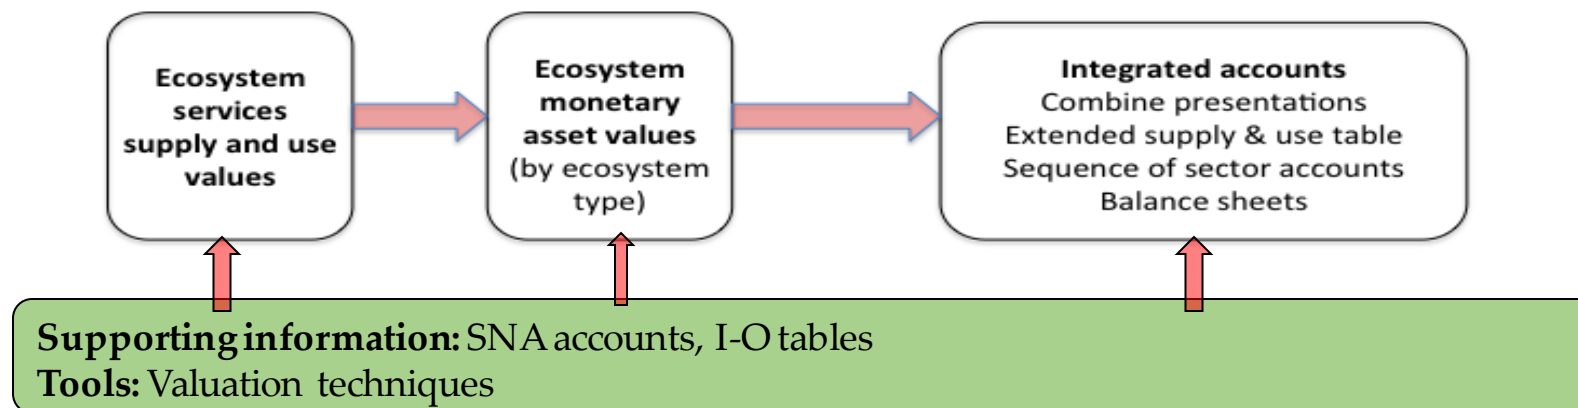 Ecosystem
services
supply and use
values
Ecosystem
monetary
asset values
(by ecosystem
type)
Integrated accounts
Combine presentations
Extended supply & use table
Sequence of sector accounts
Balance sheets
Supporting information: SNA accounts, I-O tables
Tools: Valuation techniques